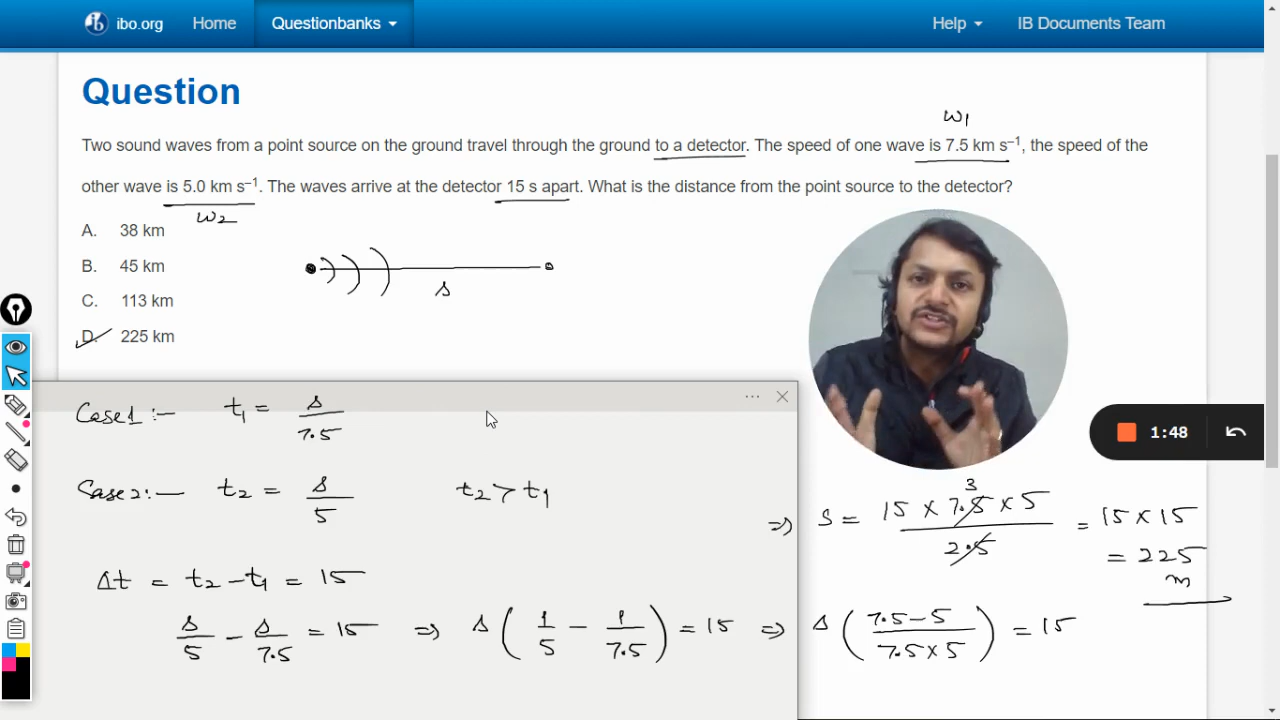 ibo.org Home Questionbanks Help IB Documents Team
Question
w1
Two sound waves from a point source on the ground travel through the ground to a detector. The speed of one wave is 7.5 km s⁻¹, the speed of the
other wave is 5.0 km s⁻¹. The waves arrive at the detector 15 s apart. What is the distance from the point source to the detector?
w2
A. 38 km
B. 45 km
C. 113 km
D. 225 km
s
Case1:- t1 = s/7.5
Case2:- t2 = s/5 t2 > t1
Δt = t2 - t1 = 15
s/5 - s/7.5 = 15 ⇒ s(1/5 - 1/7.5) = 15 ⇒ s((7.5-5)/(7.5×5)) = 15
⇒ s = (15 × 7.5 × 5)/2.5 = 15 × 15
3
= 225
m
1:48